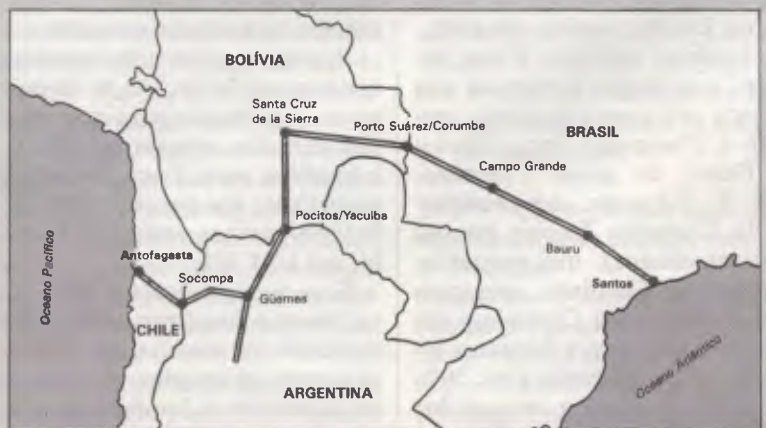 BOLÍVIA
Santa Cruz
de la Sierra
Porto Suárez/Corumbe
BRASIL
Campo Grande
Pocitos/Yacuiba
Bauru
Antofagasta
Socompa
Santos
Güemes
CHILE
ARGENTINA
Oceano Pacífico
Oceano Atlântico